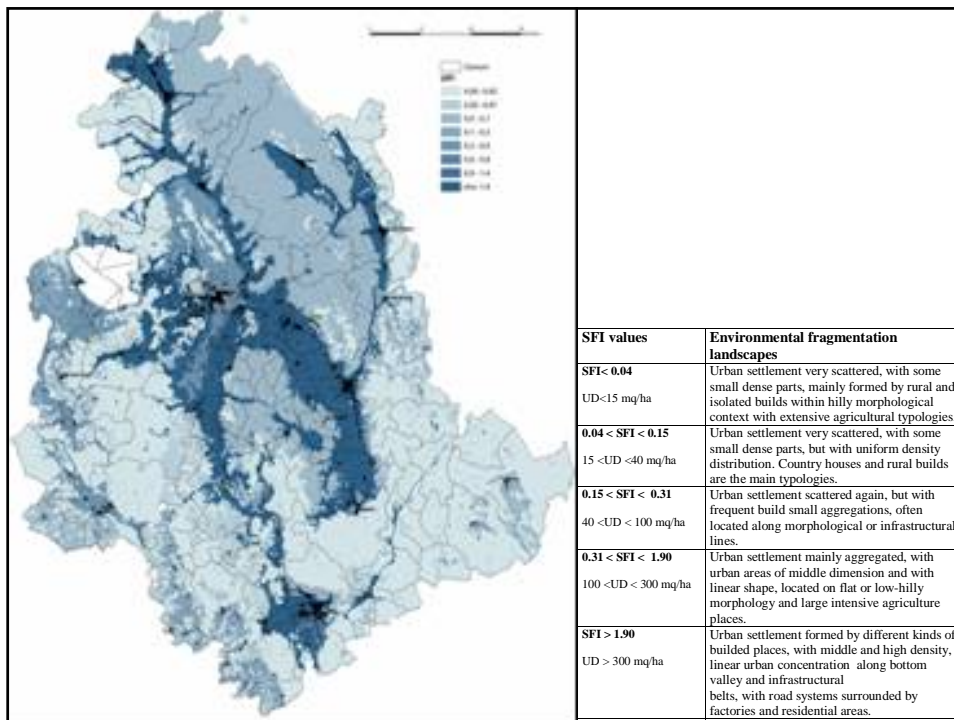 SFI values
Environmental fragmentation
landscapes
SFI< 0.04
UD<15 mq/ha
Urban settlement very scattered, with some
small dense parts, mainly formed by rural and
isolated builds within hilly morphological
context with extensive agricultural typologies
0.04 < SFI < 0.15
15 <UD <40 mq/ha
Urban settlement very scattered, with some
small dense parts, but with uniform density
distribution. Country houses and rural builds
are the main typologies.
0.15 < SFI < 0.31
40 <UD < 100 mq/ha
Urban settlement scattered again, but with
frequent build small aggregations, often
located along morphological or infrastructural
lines.
0.31 < SFI < 1.90
100 <UD < 300 mq/ha
Urban settlement mainly aggregated, with
urban areas of middle dimension and with
linear shape, located on flat or low-hilly
morphology and large intensive agriculture
places.
SFI > 1.90
UD > 300 mq/ha
Urban settlement formed by different kinds of
builded places, with middle and high density,
linear urban concentration along bottom
valley and infrastructural
belts, with road systems surrounded by
factories and residential areas.